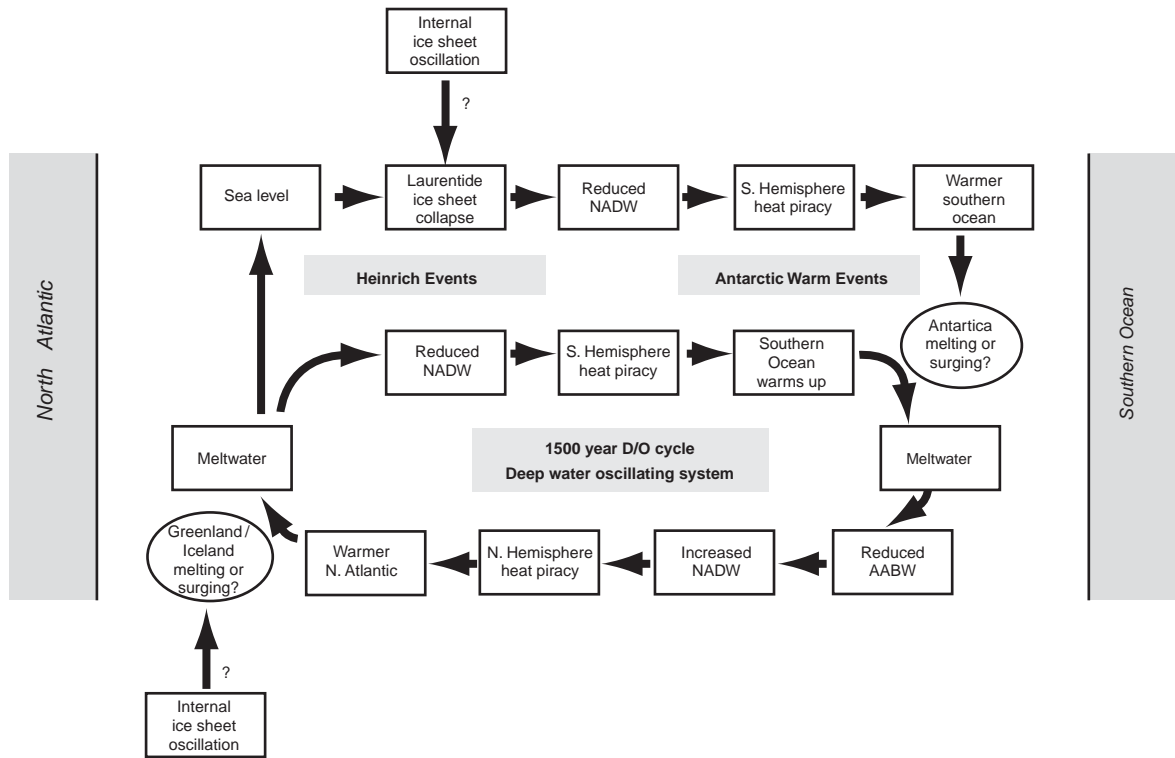 Internal
ice sheet
oscillation
?
Sea level
Laurentide
ice sheet
collapse
Reduced
NADW
S. Hemisphere
heat piracy
Warmer
southern
ocean
Heinrich Events
Antarctic Warm Events
North Atlantic
Southern Ocean
Antartica
melting or
surging?
Reduced
NADW
S. Hemisphere
heat piracy
Southern
Ocean
warms up
Meltwater
1500 year D/O cycle
Deep water oscillating system
Meltwater
Greenland /
Iceland
melting or
surging?
Warmer
N. Atlantic
N. Hemisphere
heat piracy
Increased
NADW
Reduced
AABW
?
Internal
ice sheet
oscillation